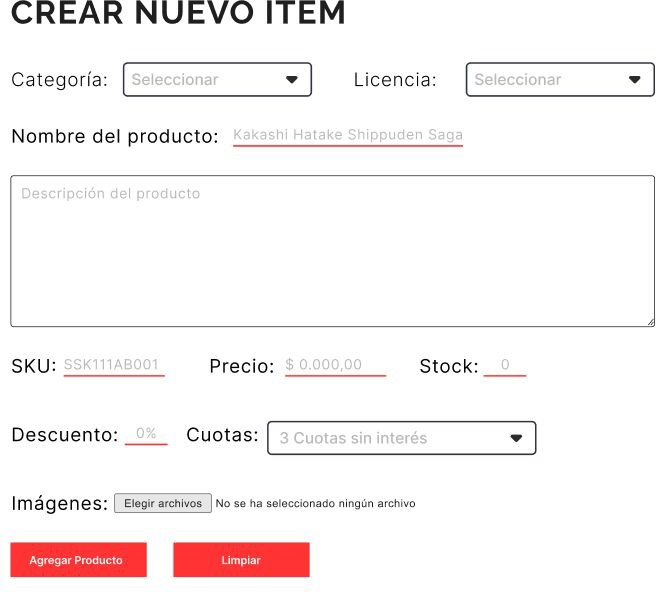 CREAR NUEVO ITEM
Categoría: Seleccionar Licencia: Seleccionar
Nombre del producto: Kakashi Hatake Shippuden Saga
Descripción del producto
SKU: SSK111AB001 Precio: $ 0.000,00 Stock: 0
Descuento: 0% Cuotas: 3 Cuotas sin interés
Imágenes: Elegir archivos No se ha seleccionado ningún archivo
Agregar Producto Limpiar